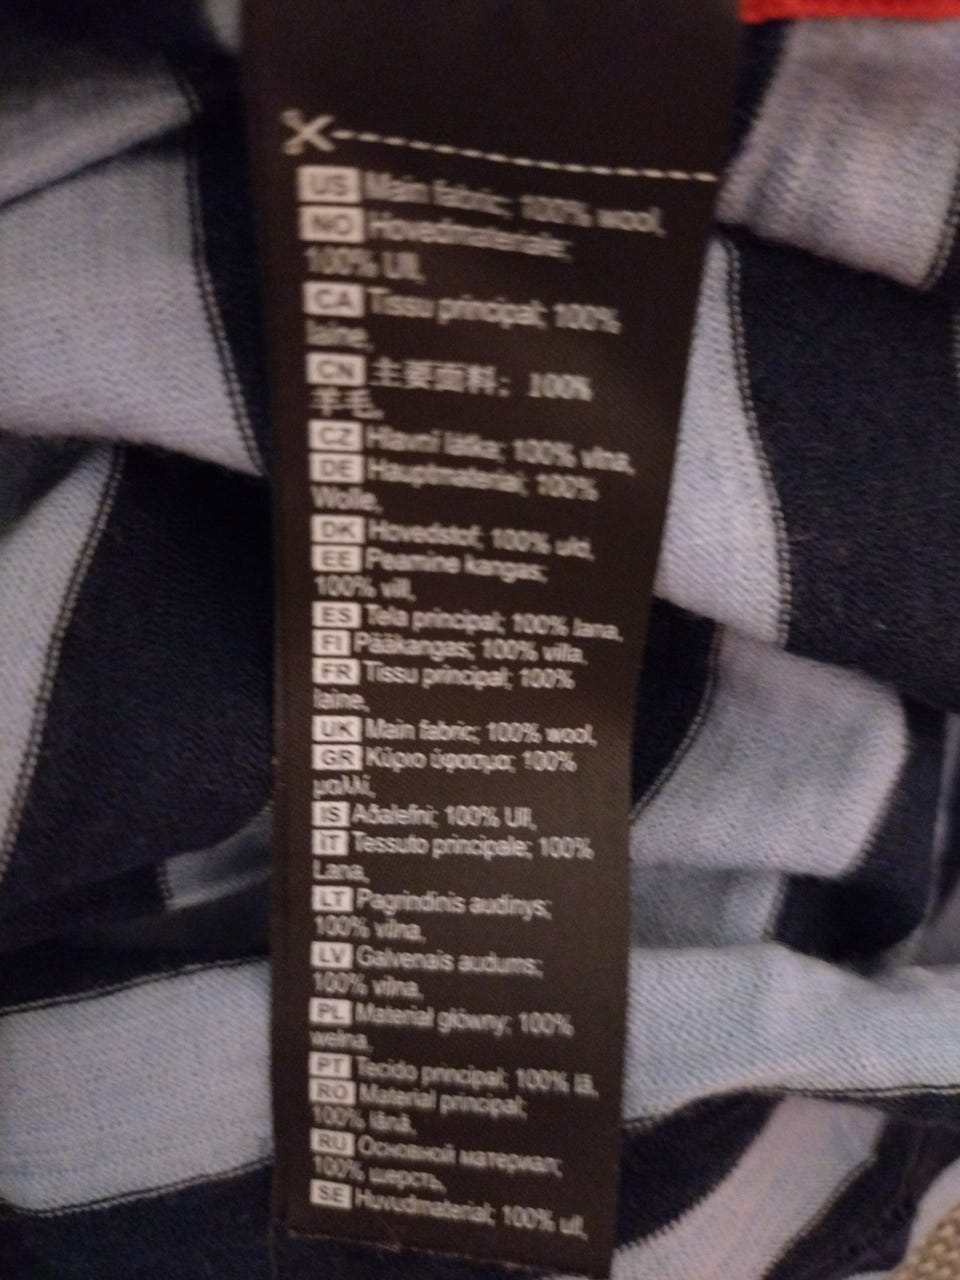 US Main fabric; 100% wool,
NO Hovedmateriale;
100% Ull,
CA Tissu principal; 100%
laine,
CN 主要面料； 100%
羊毛,
CZ Hlavní látka; 100% vlna,
DE Hauptmaterial; 100%
Wolle,
DK Hovedstof; 100% uld,
EE Peamine kangas;
100% vill,
ES Tela principal; 100% lana,
FI Pääkangas; 100% villa,
FR Tissu principal; 100%
laine,
UK Main fabric; 100% wool,
GR Κύριο ύφασμα; 100%
μαλλί,
IS Aðalefni; 100% Ull,
IT Tessuto principale; 100%
Lana,
LT Pagrindinis audinys;
100% vilna,
LV Galvenais audums;
100% vilna,
PL Materiał główny; 100%
wełna,
PT Tecido principal; 100% lã,
RO Material principal;
100% lână,
RU Основной материал;
100% шерсть,
SE Huvudmaterial; 100% ull,